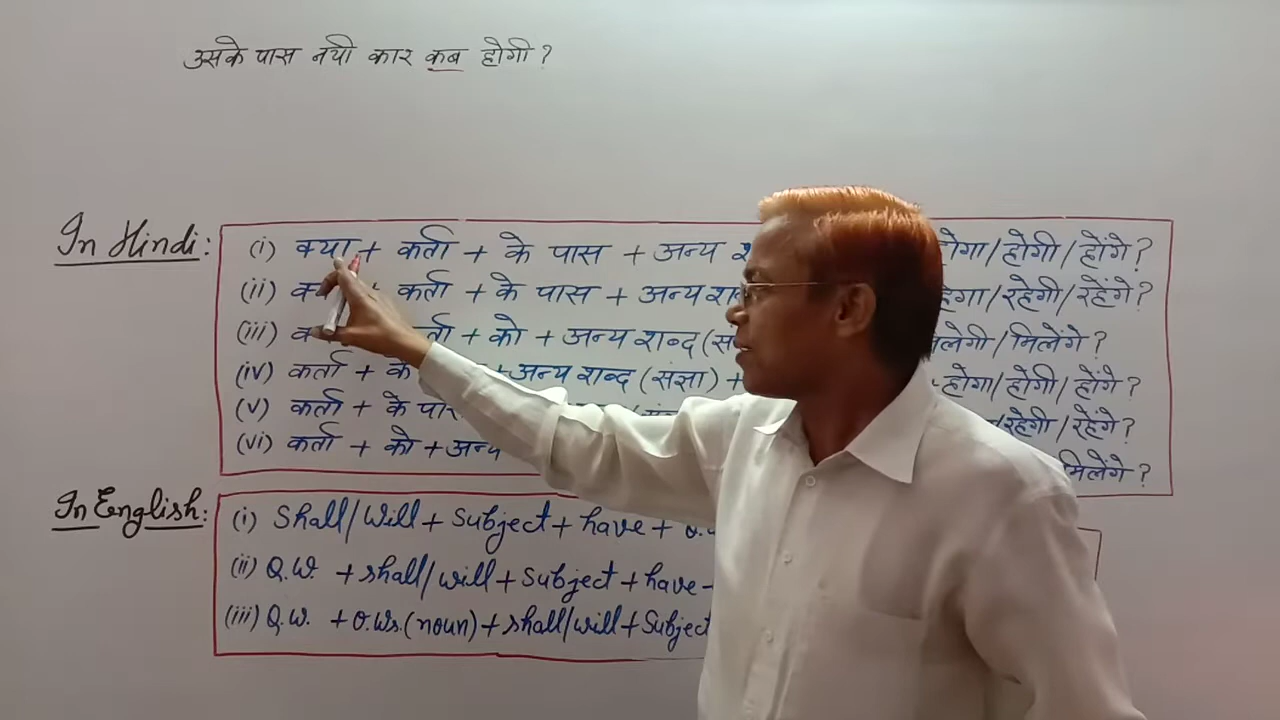 उसके पास नयी कार कब होगी ?
In Hindi :
(i) क्या + कर्ता + के पास + अन्य होगी / होंगे ?
(ii) + कर्ता + के पास + अन्य / रहेगी / रहेंगे ?
(iii) + को + अन्य शब्द / मिलेंगे ?
(iv) कर्ता + + अन्य शब्द (संज्ञा) + होगा / होगी / होंगे ?
(v) कर्ता + के / रहेगी / रहेंगे ?
(vi) कर्ता + को + अन्य मिलेंगे ?
In English :
(i) Shall/Will + Subject + have +
(ii) Q.W. + shall/will + Subject + have -
(iii) Q.W. + O.Ws. (noun) + shall/will + Subject